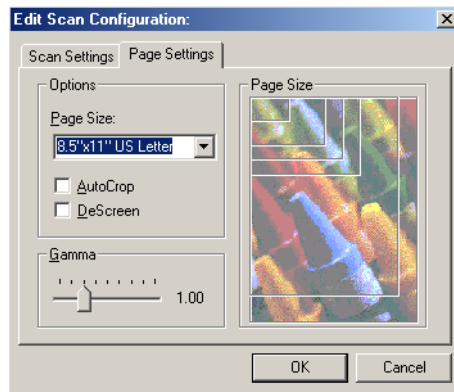 Edit Scan Configuration:
Scan Settings
Page Settings
Options
Page Size:
8.5"x11" US Letter
AutoCrop
DeScreen
Gamma
1.00
Page Size
OK
Cancel